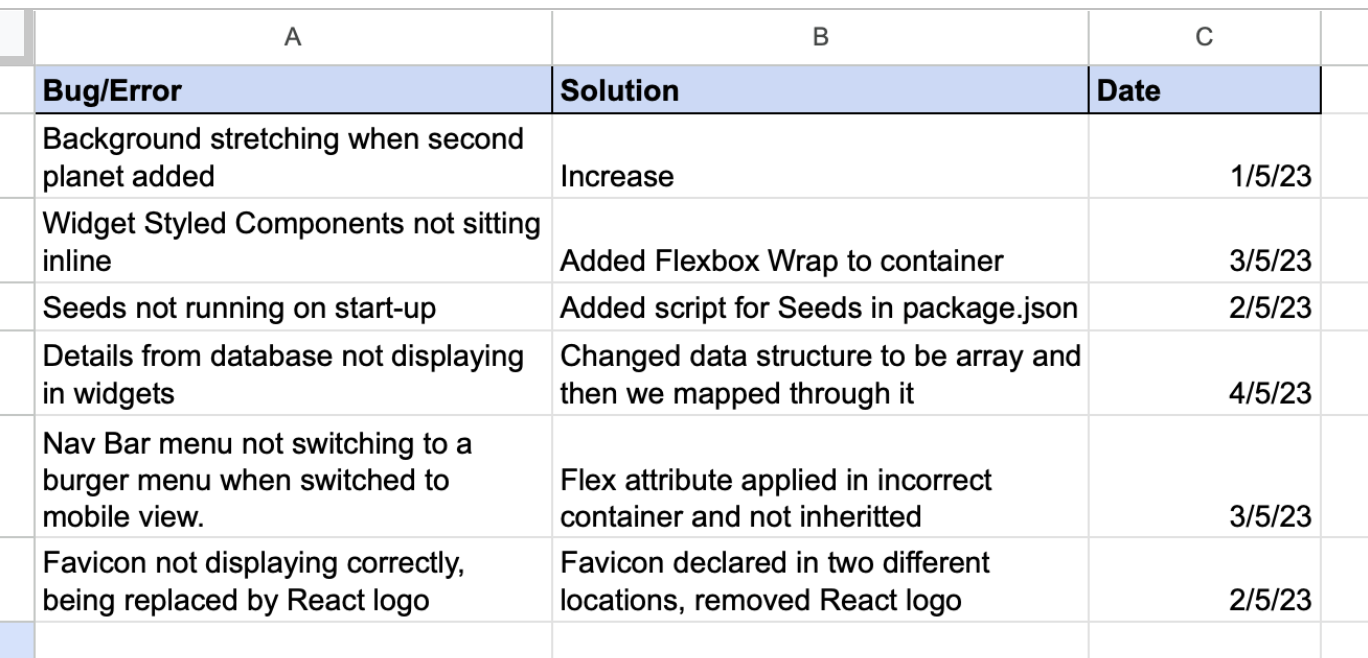 A B C
Bug/Error Solution Date
Background stretching when second
planet added Increase 1/5/23
Widget Styled Components not sitting
inline Added Flexbox Wrap to container 3/5/23
Seeds not running on start-up Added script for Seeds in package.json 2/5/23
Details from database not displaying Changed data structure to be array and
in widgets then we mapped through it 4/5/23
Nav Bar menu not switching to a
burger menu when switched to Flex attribute applied in incorrect
mobile view. container and not inheritted 3/5/23
Favicon not displaying correctly, Favicon declared in two different
being replaced by React logo locations, removed React logo 2/5/23